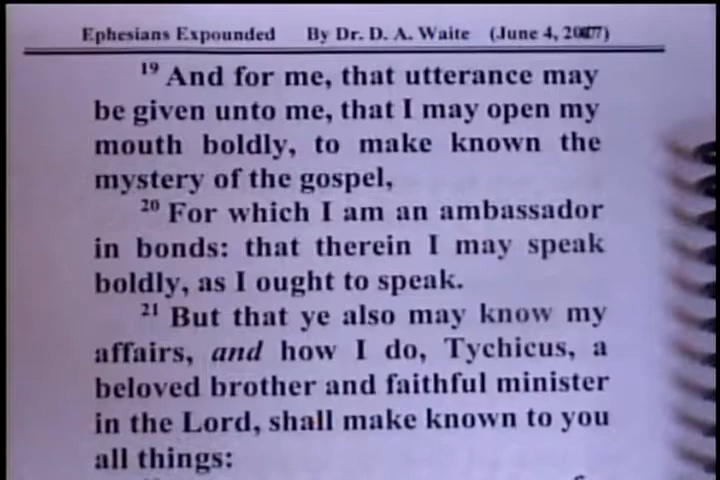 Ephesians Expounded By Dr. D. A. Waite (June 4,
19 And for me, that utterance may
be given unto me, that I may open my
mouth boldly, to make known the
mystery of the gospel,
20 For which I am an ambassador
in bonds: that therein I may speak
boldly, as I ought to speak.
21 But that ye also may know my
affairs, and how I do, Tychicus, a
beloved brother and faithful minister
in the Lord, shall make known to you
all things: